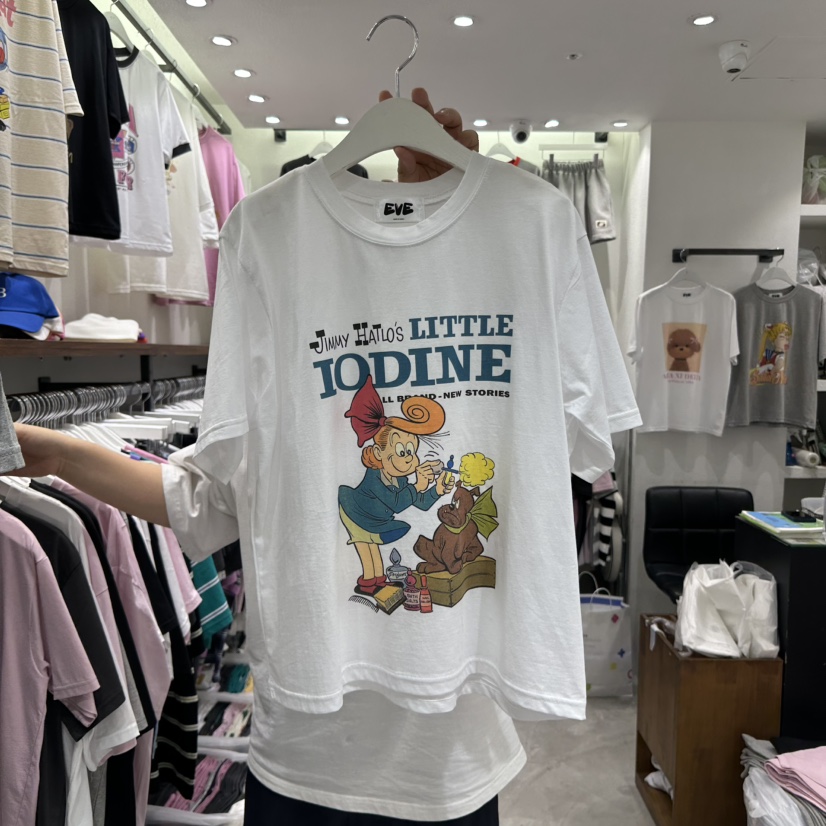 EVE
JIMMY HATLO'S LITTLE
IODINE
ALL BRAND-NEW STORIES